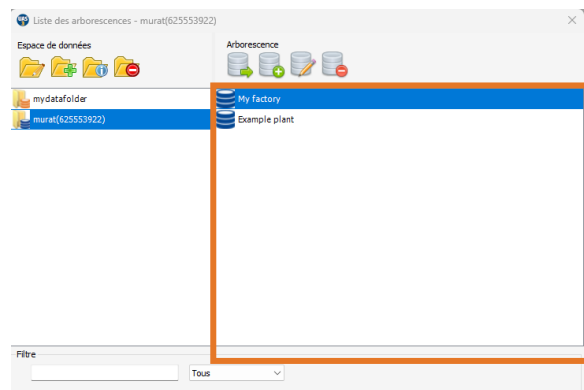 Liste des arborescences - murat(625553922)
Espace de données
Arborescence
mydatafolder
murat(625553922)
My factory
Example plant
Filtre
Tous